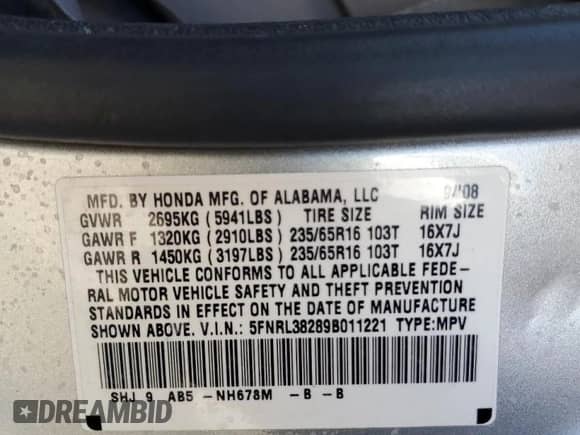 MFD. BY HONDA MFG. OF ALABAMA, LLC 9/'08
GVWR 2695KG (5941LBS) TIRE SIZE RIM SIZE
GAWR F 1320KG (2910LBS) 235/65R16 103T 16X7J
GAWR R 1450KG (3197LBS) 235/65R16 103T 16X7J
THIS VEHICLE CONFORMS TO ALL APPLICABLE FEDE-
RAL MOTOR VEHICLE SAFETY AND THEFT PREVENTION
STANDARDS IN EFFECT ON THE DATE OF MANUFACTURE
SHOWN ABOVE. V.I.N.: 5FNRL38289B011221 TYPE:MPV
SHJ 9 AB5 -NH678M -B -B
DREAMBID